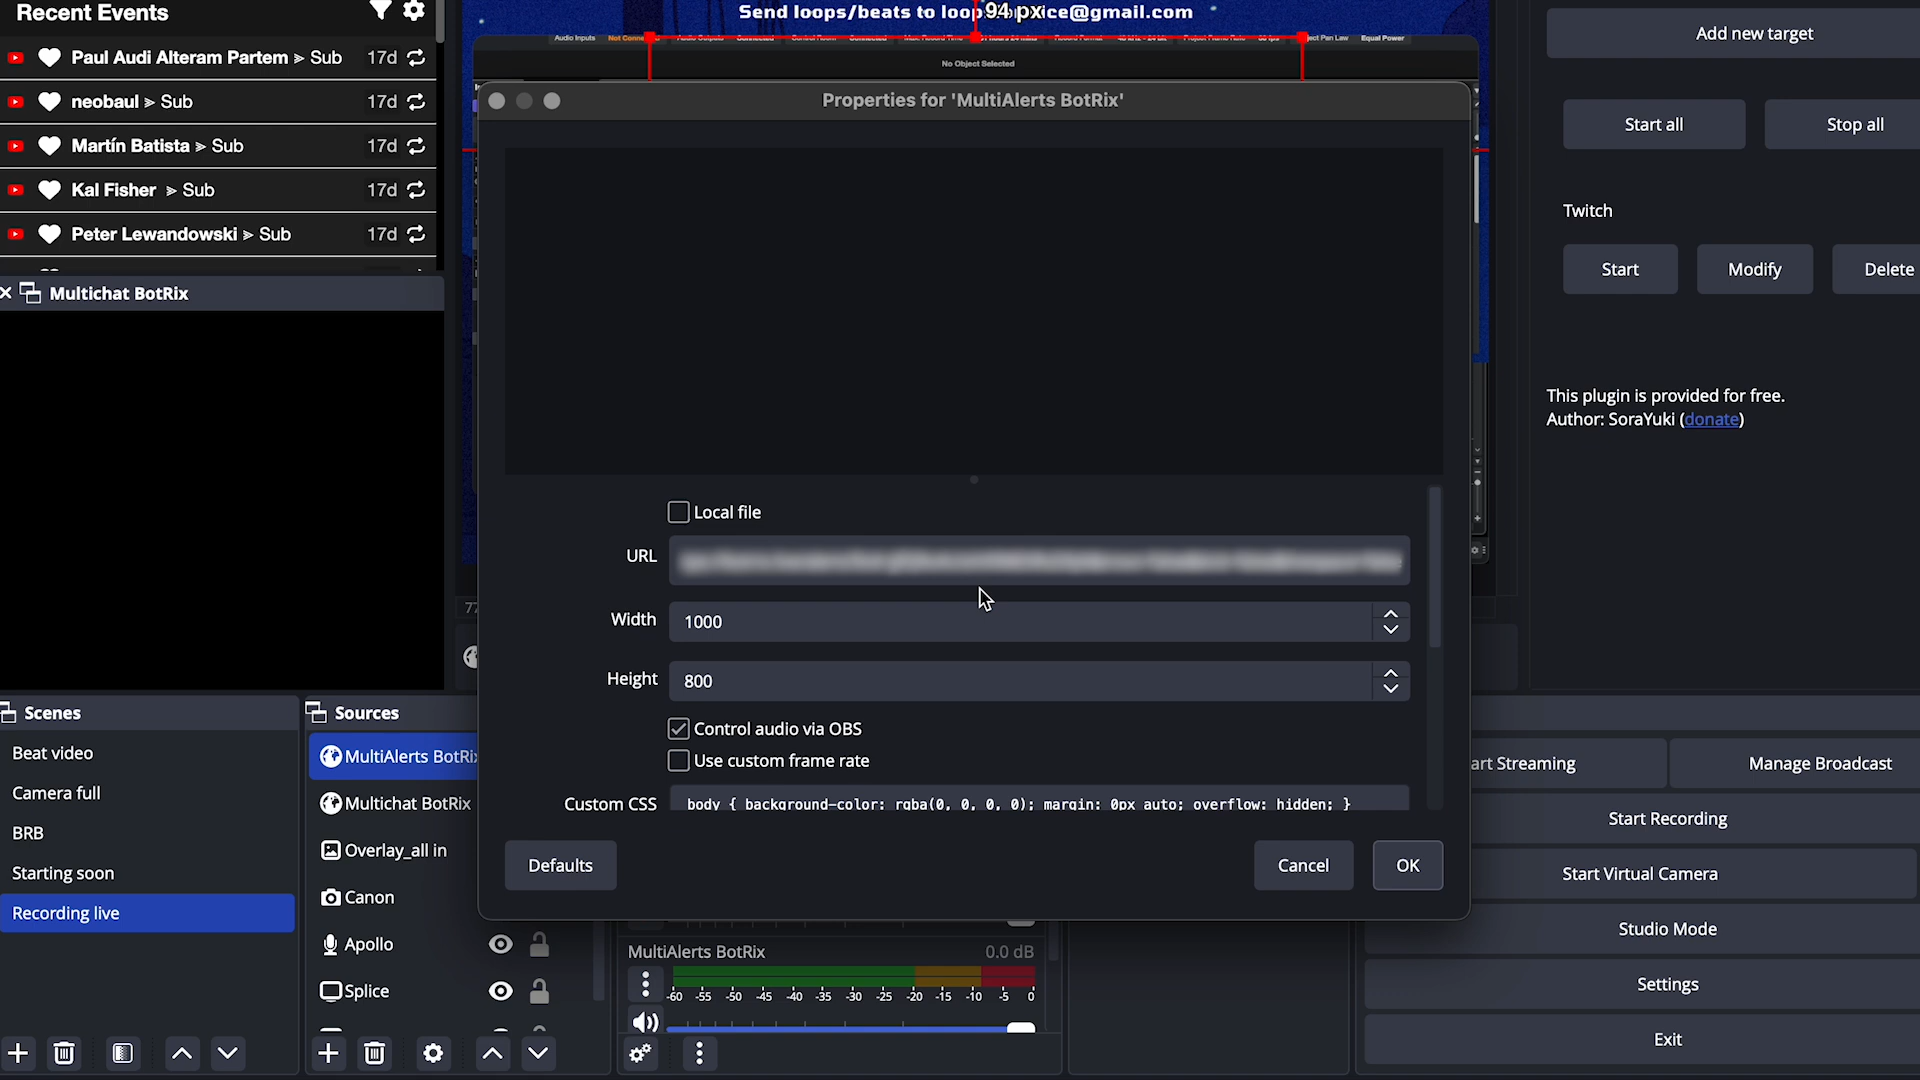 Recent Events
Paul Audi Alteram Partem > Sub 17d
neobaul > Sub 17d
Martín Batista > Sub 17d
Kal Fisher > Sub 17d
Peter Lewandowski > Sub 17d
Multichat BotRix
Send loops/beats to
94 px
ice@gmail.com
Audio Inputs
No Object Selected
Pan Law Equal Power
Properties for 'MultiAlerts BotRix'
Local file
URL
Width 1000
Height 800
Control audio via OBS
Use custom frame rate
Custom CSS body { background-color: rgba(0, 0, 0, 0); margin: 0px auto; overflow: hidden; }
Defaults
Cancel
OK
Add new target
Start all
Stop all
Twitch
Start
Modify
Delete
This plugin is provided for free.
Author: SoraYuki (donate)
Scenes
Beat video
Camera full
BRB
Starting soon
Recording live
Sources
MultiAlerts BotRix
Multichat BotRix
Overlay_all in
Canon
Apollo
Splice
MultiAlerts BotRix 0.0 dB
-60 -55 -50 -45 -40 -35 -30 -25 -20 -15 -10 -5 0
art Streaming
Manage Broadcast
Start Recording
Start Virtual Camera
Studio Mode
Settings
Exit